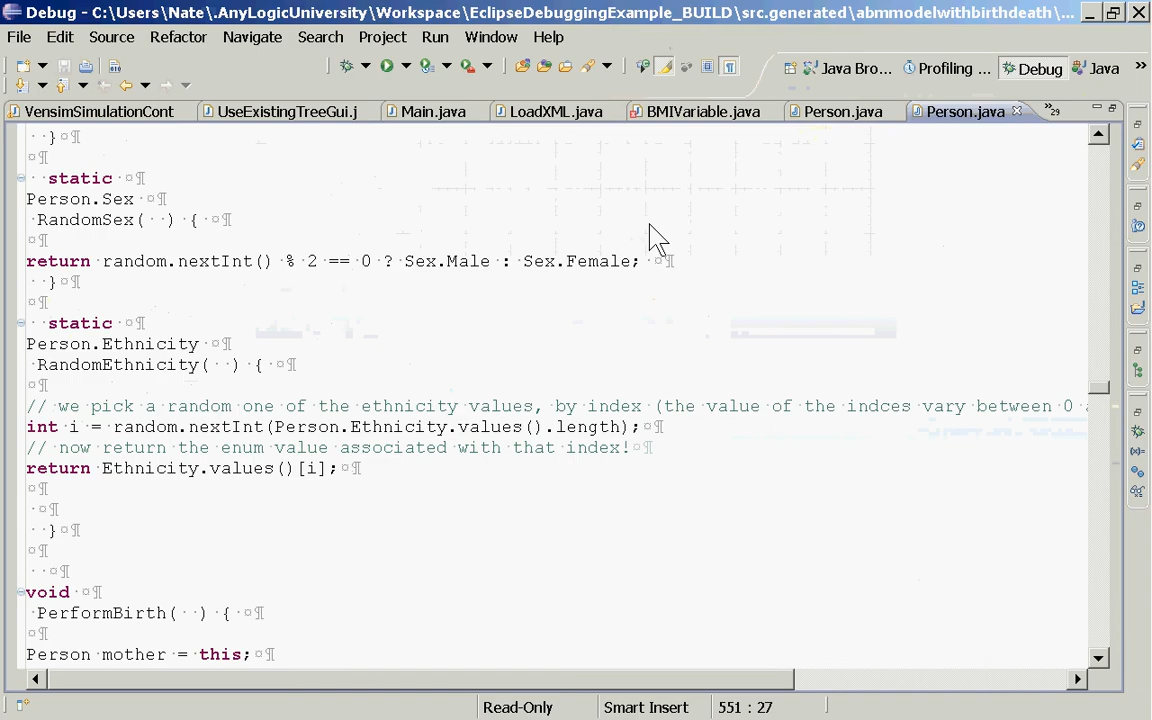 Debug - C:\Users\Nate\.AnyLogicUniversity\Workspace\EclipseDebuggingExample_BUILD\src.generated\abmmodelwithbirthdeath\...
File Edit Source Refactor Navigate Search Project Run Window Help
Java Bro... Profiling ... Debug Java »
VensimSimulationCont UseExistingTreeGui.j Main.java LoadXML.java BMIVariable.java Person.java Person.java »29
· ·}¤¶
¤¶
· ·static ·¤¶
Person.Sex ·¤¶
·RandomSex(· ·) ·{ ·¤¶
¤¶
return ·random.nextInt() ·% ·2 ·== ·0 ·? ·Sex.Male ·: ·Sex.Female; ·¤¶
· ·}¤¶
¤¶
· ·static ·¤¶
Person.Ethnicity ·¤¶
·RandomEthnicity(· ·) ·{ ·¤¶
¤¶
// ·we ·pick ·a ·random ·one ·of ·the ·ethnicity ·values, ·by ·index ·(the ·value ·of ·the ·indces ·vary ·between ·0
int ·i ·= ·random.nextInt(Person.Ethnicity.values().length);¤¶
// ·now ·return ·the ·enum ·value ·associated ·with ·that ·index!¤¶
return ·Ethnicity.values()[i];¤¶
¤¶
·¤¶
· ·}¤¶
¤¶
· ·¤¶
void ·¤¶
·PerformBirth(· ·) ·{ ·¤¶
¤¶
Person ·mother ·= ·this;¤¶
Read-Only Smart Insert 551 : 27